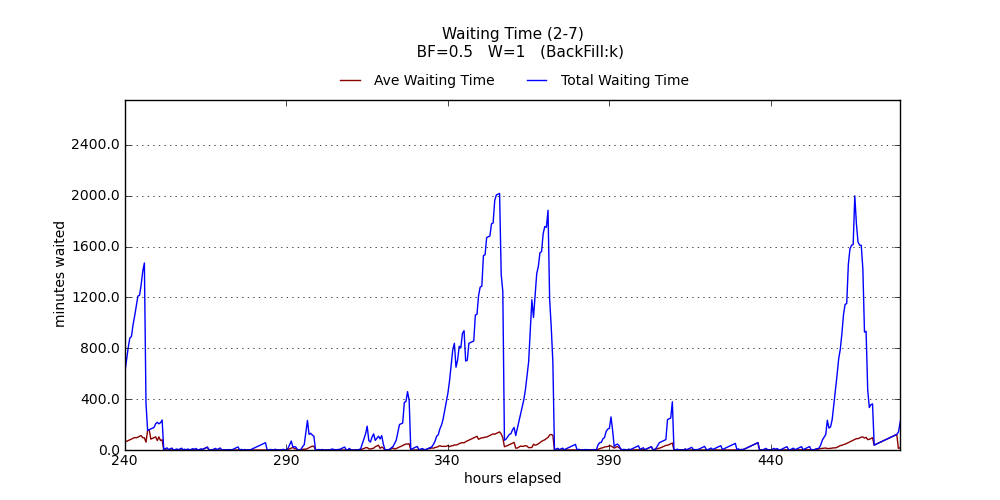 Waiting Time (2-7)
BF=0.5   W=1   (BackFill:k)
Ave Waiting Time   Total Waiting Time
2400.0
2000.0
1600.0
1200.0
800.0
400.0
0.0
minutes waited
240   290   340   390   440
hours elapsed